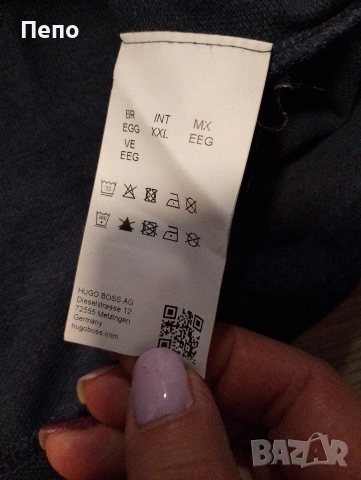 Пепо
BR INT MX
EGG XXL EEG
VE
EEG
HUGO BOSS AG
Dieselstrasse 12
72555 Metzingen
Germany
hugoboss.com
BAZAR